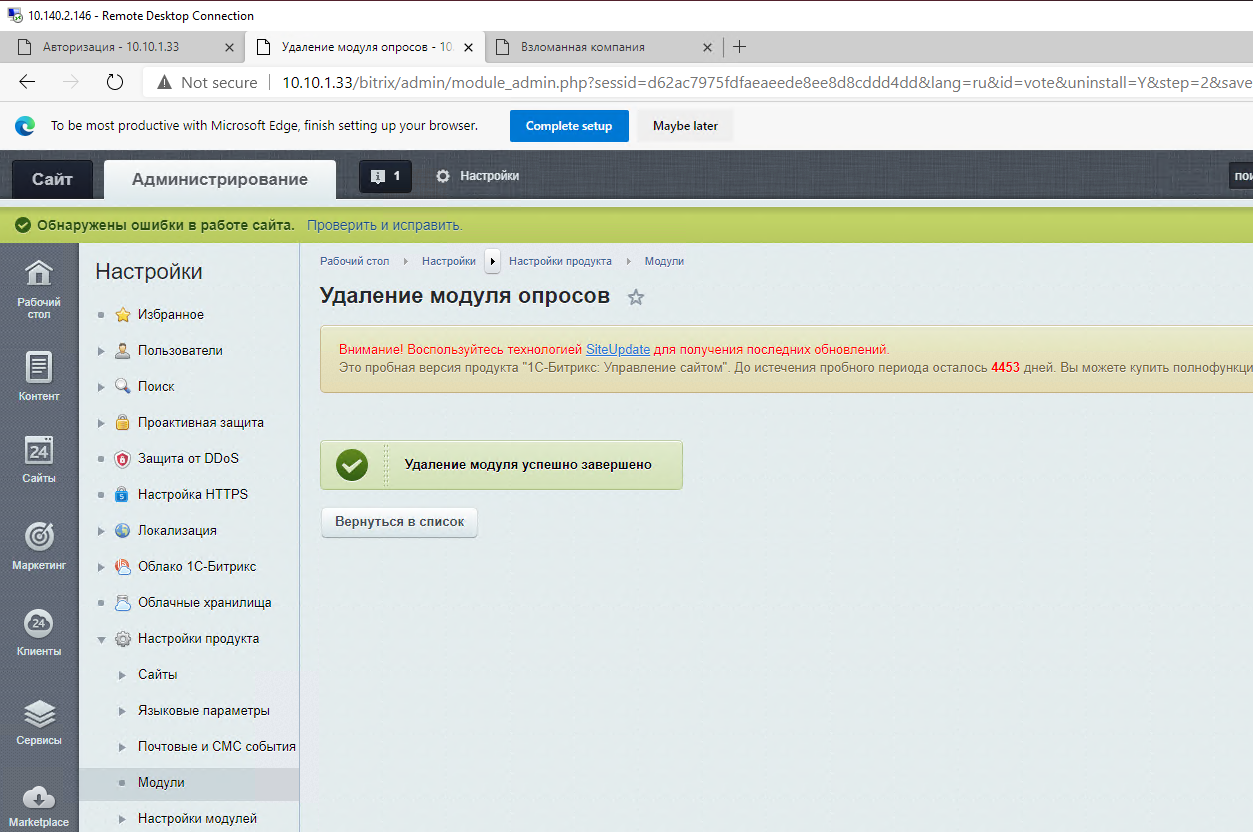 10.140.2.146 - Remote Desktop Connection
Авторизация - 10.10.1.33
Удаление модуля опросов - 10
Взломанная компания
Not secure
10.10.1.33/bitrix/admin/module_admin.php?sessid=d62ac7975fdfaeaeede8ee8d8cddd4dd&lang=ru&id=vote&uninstall=Y&step=2&save
To be most productive with Microsoft Edge, finish setting up your browser.
Complete setup
Maybe later
Сайт
Администрирование
1
Настройки
пои
Обнаружены ошибки в работе сайта. Проверить и исправить.
Рабочий
стол
Контент
24
Сайты
Маркетинг
24
Клиенты
Сервисы
Marketplace
Настройки
Избранное
Пользователи
Поиск
Проактивная защита
Защита от DDoS
Настройка HTTPS
Локализация
Облако 1С-Битрикс
Облачные хранилища
Настройки продукта
Сайты
Языковые параметры
Почтовые и СМС события
Модули
Настройки модулей
Рабочий стол
Настройки
Настройки продукта
Модули
Удаление модуля опросов
Внимание! Воспользуйтесь технологией SiteUpdate для получения последних обновлений.
Это пробная версия продукта "1С-Битрикс: Управление сайтом". До истечения пробного периода осталось 4453 дней. Вы можете купить полнофункци
Удаление модуля успешно завершено
Вернуться в список